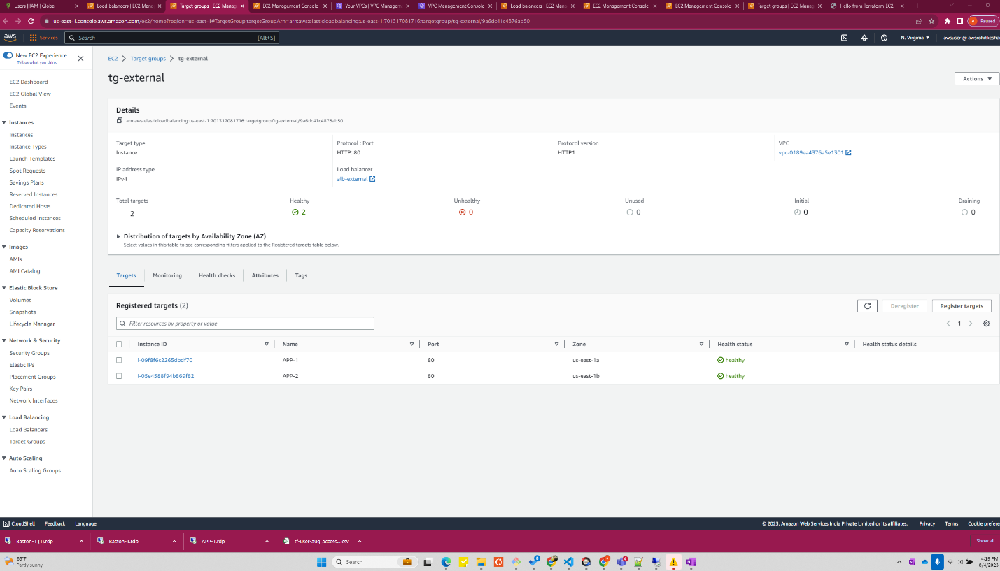 Users | IAM | Global
Load balancers | EC2 Mana
Target groups | EC2 Manag
EC2 Management Console
Your VPCs | VPC Managem
VPC Management Console
Load balancers | EC2 Mana
EC2 Management Console
EC2 Management Console
Target groups | EC2 Manag
Hello from Terraform EC2
us-east-1.console.aws.amazon.com/ec2/home?region=us-east-1#TargetGroup:targetGroupArn=arn:aws:elasticloadbalancing:us-east-1:701317081716:targetgroup/tg-external/9a6dc41c4876ab50
a Paused
aws Services Search [Alt+S] N. Virginia awsuser @ awsrohitkeshar
New EC2 Experience
Tell us what you think
EC2 Dashboard
EC2 Global View
Events
Instances
Instances
Instance Types
Launch Templates
Spot Requests
Savings Plans
Reserved Instances
Dedicated Hosts
Scheduled Instances
Capacity Reservations
Images
AMIs
AMI Catalog
Elastic Block Store
Volumes
Snapshots
Lifecycle Manager
Network & Security
Security Groups
Elastic IPs
Placement Groups
Key Pairs
Network Interfaces
Load Balancing
Load Balancers
Target Groups
Auto Scaling
Auto Scaling Groups
EC2 Target groups tg-external
tg-external
Actions
Details
arn:aws:elasticloadbalancing:us-east-1:701317081716:targetgroup/tg-external/9a6dc41c4876ab50
Target type Protocol : Port Protocol version VPC
Instance HTTP: 80 HTTP1 vpc-0189ea4376a5e1301
IP address type Load balancer
IPv4 alb-external
Total targets Healthy Unhealthy Unused Initial Draining
2 2 0 0 0 0
Distribution of targets by Availability Zone (AZ)
Select values in this table to see corresponding filters applied to the Registered targets table below.
Targets Monitoring Health checks Attributes Tags
Registered targets (2)
Deregister Register targets
Filter resources by property or value
1
Instance ID Name Port Zone Health status Health status details
i-09f8f6c2265dbdf70 APP-1 80 us-east-1a healthy
i-05e4588f94b869f82 APP-2 80 us-east-1b healthy
CloudShell Feedback Language © 2023, Amazon Web Services India Private Limited or its affiliates. Privacy Terms Cookie prefere
Baston-1 (1).rdp Baston-1.rdp APP-1.rdp tf-user-aug_access....csv Show all
85°F
Partly sunny
Search
8
4
4:19 PM
8/4/2023